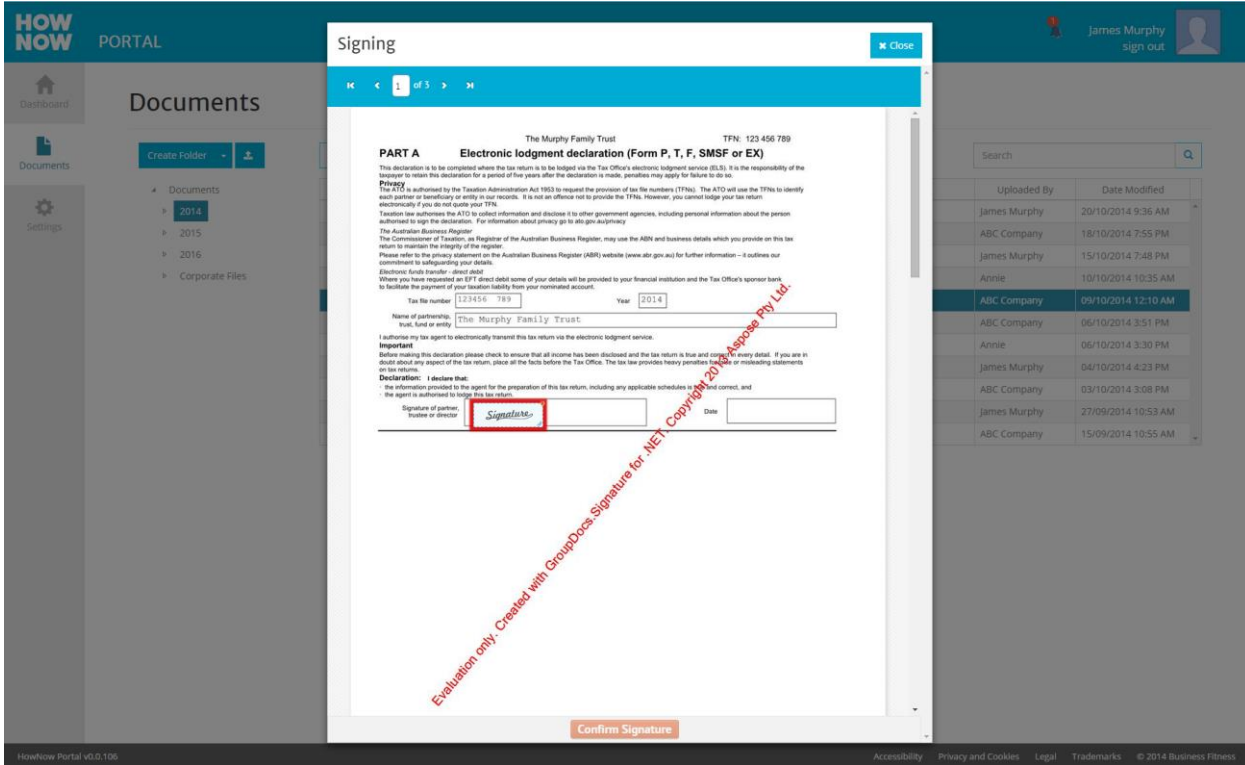 HOW
NOW
PORTAL
1
James Murphy
sign out
Dashboard
Documents
Settings
Documents
Create Folder
Documents
2014
2015
2016
Corporate Files
Signing
× Close
1 of 3
The Murphy Family Trust TFN: 123 456 789
PART A Electronic lodgment declaration (Form P, T, F, SMSF or EX)
This declaration is to be completed where the tax return is to be lodged via the Tax Office's electronic lodgment service (ELS). It is the responsibility of the
taxpayer to retain this declaration for a period of five years after the declaration is made, penalties may apply for failure to do so.
Privacy
The ATO is authorised by the Taxation Administration Act 1953 to request the provision of tax file numbers (TFNs). The ATO will use the TFNs to identify
each partner or beneficiary or entity in our records. It is not an offence not to provide the TFNs. However, you cannot lodge your tax return
electronically if you do not quote your TFN.
Taxation law authorises the ATO to collect information and disclose it to other government agencies, including personal information about the person
authorised to sign the declaration. For information about privacy go to ato.gov.au/privacy
The Australian Business Register
The Commissioner of Taxation, as Registrar of the Australian Business Register, may use the ABN and business details which you provide on this tax
return to maintain the integrity of the register.
Please refer to the privacy statement on the Australian Business Register (ABR) website (www.abr.gov.au) for further information – it outlines our
commitment to safeguarding your details.
Electronic funds transfer - direct debit
Where you have requested an EFT direct debit some of your details will be provided to your financial institution and the Tax Office's sponsor bank
to facilitate the payment of your taxation liability from your nominated account.
Tax file number 123456 789 Year 2014
Name of partnership,
trust, fund or entity The Murphy Family Trust
I authorise my tax agent to electronically transmit this tax return via the electronic lodgment service.
Important
Before making this declaration please check to ensure that all income has been disclosed and the tax return is true and correct in every detail. If you are in
doubt about any aspect of the tax return, place all the facts before the Tax Office. The tax law provides heavy penalties for false or misleading statements
on tax returns.
Declaration: I declare that:
· the information provided to the agent for the preparation of this tax return, including any applicable schedules is true and correct, and
· the agent is authorised to lodge this tax return.
Signature of partner,
trustee or director Signature Date
Evaluation only. Created with GroupDocs.Signature for .NET. Copyright 2013 Aspose Pty Ltd.
Confirm Signature
Search
Uploaded By Date Modified
James Murphy 20/10/2014 9:36 AM
ABC Company 18/10/2014 7:55 PM
James Murphy 15/10/2014 7:48 PM
Annie 10/10/2014 10:35 AM
ABC Company 09/10/2014 12:10 AM
ABC Company 06/10/2014 3:51 PM
Annie 06/10/2014 3:30 PM
James Murphy 04/10/2014 4:23 PM
ABC Company 03/10/2014 3:08 PM
James Murphy 27/09/2014 10:53 AM
ABC Company 15/09/2014 10:55 AM
HowNow Portal v0.0.106
Accessibility Privacy and Cookies Legal Trademarks © 2014 Business Fitness